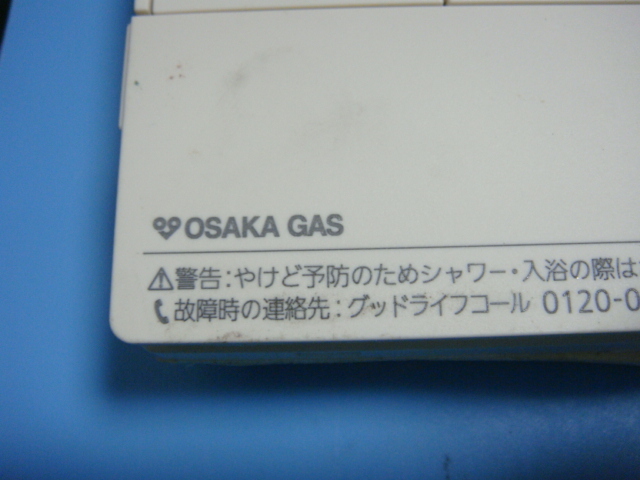 OSAKA GAS
⚠警告:やけど予防のためシャワー・入浴の際は
故障時の連絡先:グッドライフコール 0120-0